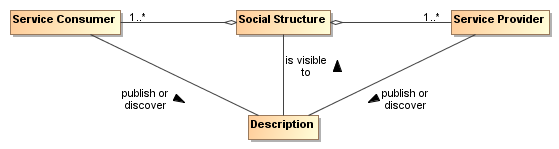 Service Consumer
1..*
Social Structure
1..*
Service Provider
is visible
to
publish or
discover
publish or
discover
Description